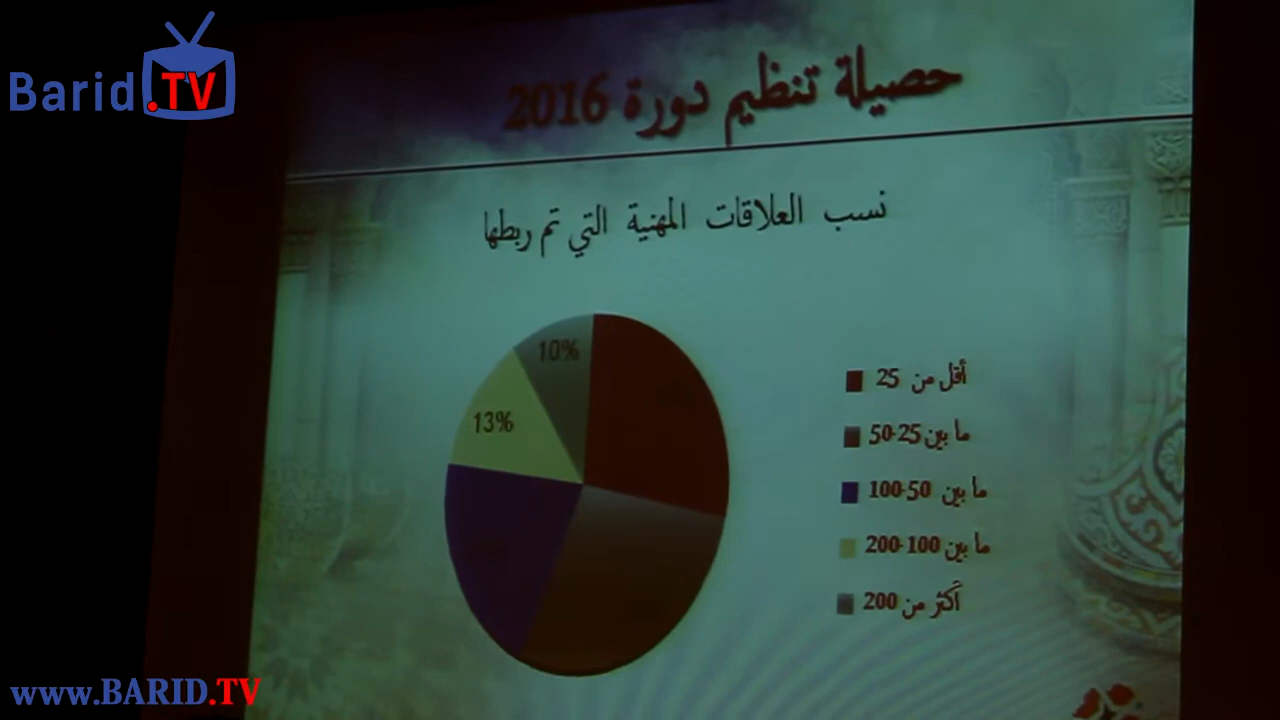 Barid.TV
حصيلة تنظيم دورة 2016
نسب العلاقات المهنية التي تم ربطها
10%
13%
أقل من 25
ما بين 25-50
ما بين 50-100
ما بين 100-200
أكثر من 200
www.BARID.TV